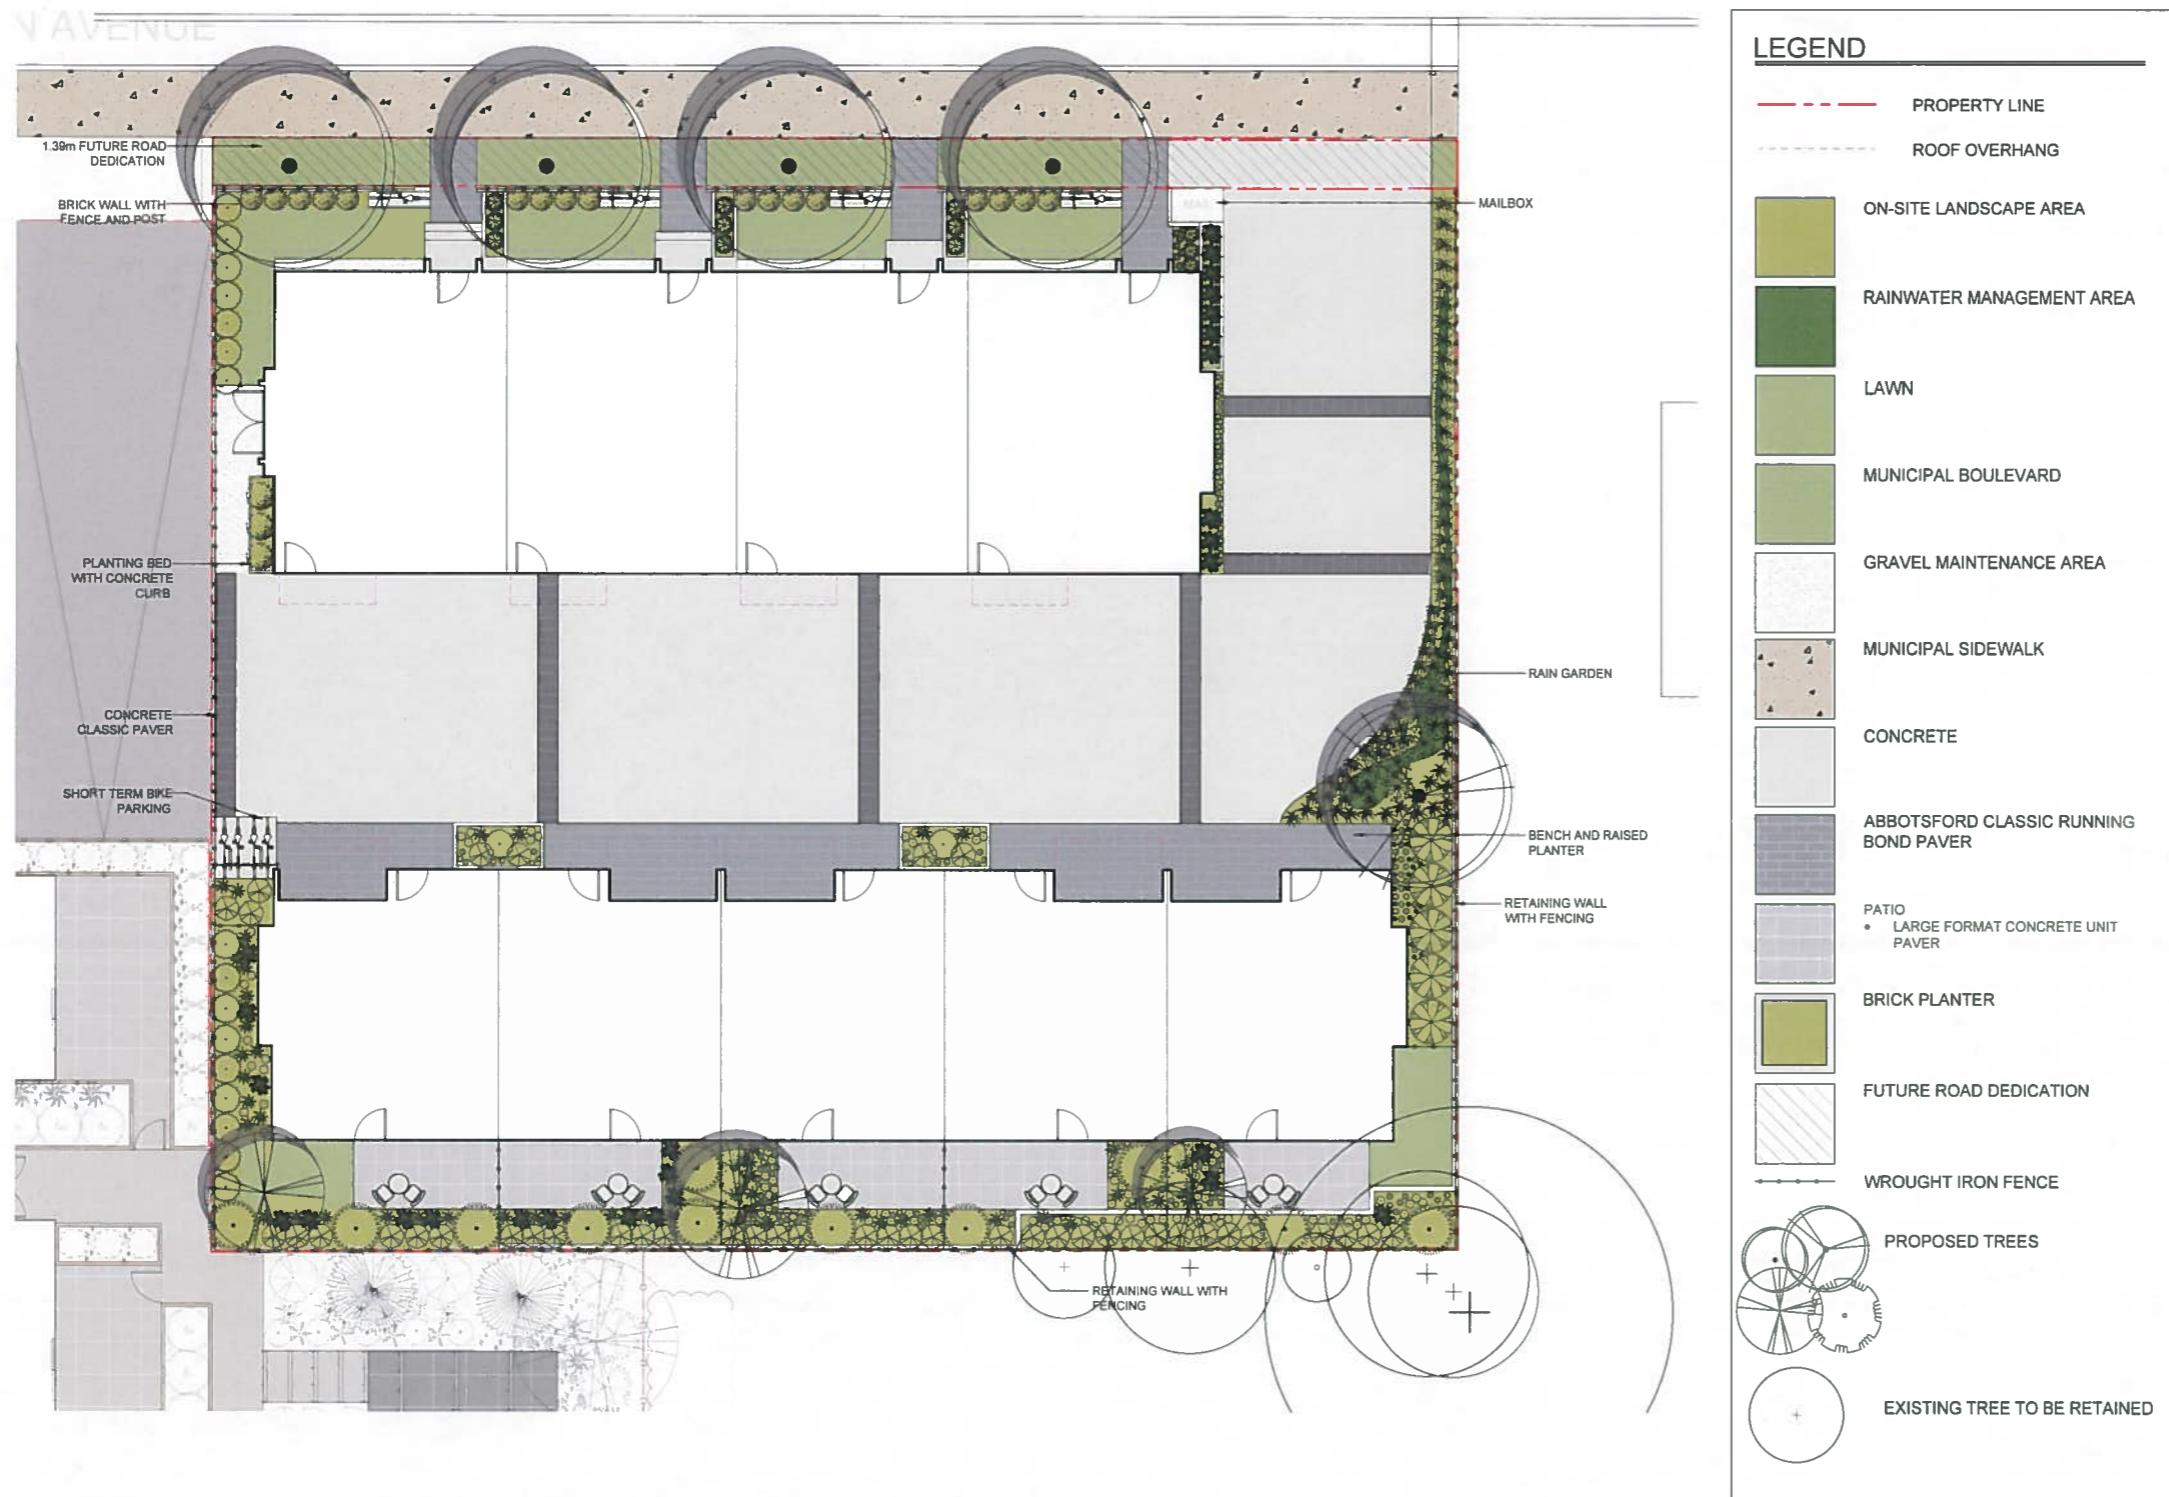 N AVENUE
1.39m FUTURE ROAD
DEDICATION
BRICK WALL WITH
FENCE AND POST
MAILBOX
PLANTING BED
WITH CONCRETE
CURB
CONCRETE
CLASSIC PAVER
SHORT TERM BIKE
PARKING
RAIN GARDEN
BENCH AND RAISED
PLANTER
RETAINING WALL
WITH FENCING
RETAINING WALL WITH
FENCING
LEGEND
PROPERTY LINE
ROOF OVERHANG
ON-SITE LANDSCAPE AREA
RAINWATER MANAGEMENT AREA
LAWN
MUNICIPAL BOULEVARD
GRAVEL MAINTENANCE AREA
MUNICIPAL SIDEWALK
CONCRETE
ABBOTSFORD CLASSIC RUNNING
BOND PAVER
PATIO
• LARGE FORMAT CONCRETE UNIT
PAVER
BRICK PLANTER
FUTURE ROAD DEDICATION
WROUGHT IRON FENCE
PROPOSED TREES
EXISTING TREE TO BE RETAINED